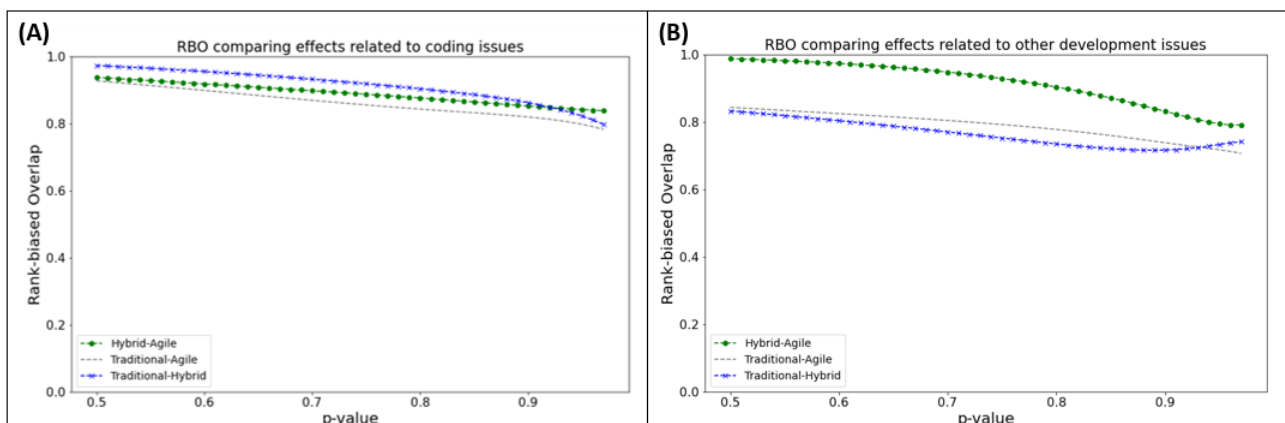 (A)
RBO comparing effects related to coding issues
Rank-biased Overlap
1.0
0.8
0.6
0.4
0.2
0.0
Hybrid-Agile
Traditional-Agile
Traditional-Hybrid
0.5 0.6 0.7 0.8 0.9
p-value
(B)
RBO comparing effects related to other development issues
Rank-biased Overlap
1.0
0.8
0.6
0.4
0.2
0.0
Hybrid-Agile
Traditional-Agile
Traditional-Hybrid
0.5 0.6 0.7 0.8 0.9
p-value